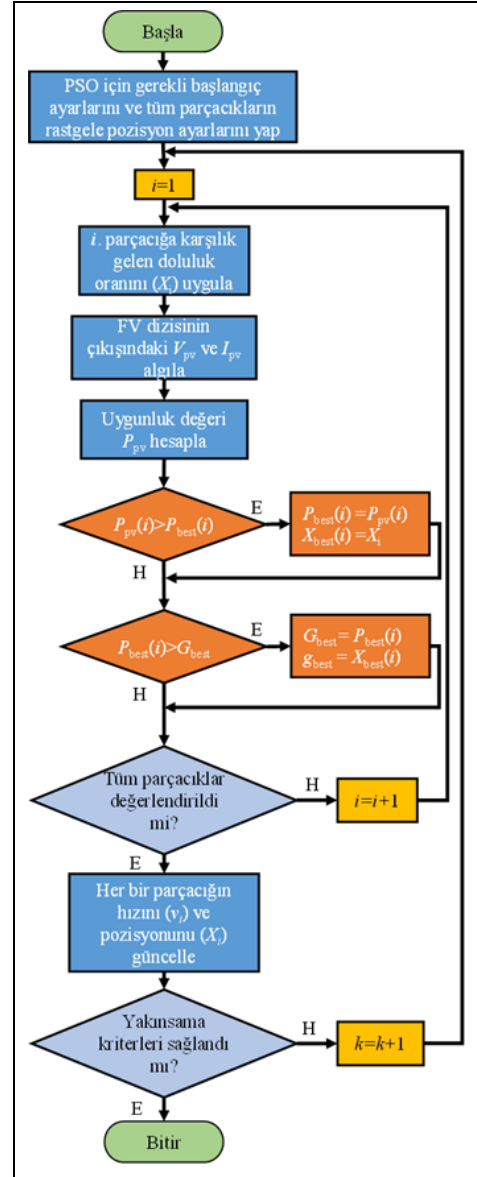 Başla
PSO için gerekli başlangıç
ayarlarını ve tüm parçacıkların
rastgele pozisyon ayarlarını yap
i=1
i. parçacığa karşılık
gelen doluluk
oranını (Xi) uygula
FV dizisinin
çıkışındaki Vpv ve Ipv
algıla
Uygunluk değeri
Ppv hesapla
Ppv(i)>Pbest(i)
E
Pbest(i) =Ppv(i)
Xbest(i) =Xi
H
Pbest(i)>Gbest
E
Gbest= Pbest(i)
gbest = Xbest(i)
H
Tüm parçacıklar
değerlendirildi
mi?
H
i=i+1
E
Her bir parçacığın
hızını (vi) ve
pozisyonunu (Xi)
güncelle
Yakınsama
kriterleri sağlandı
mı?
H
k=k+1
E
Bitir